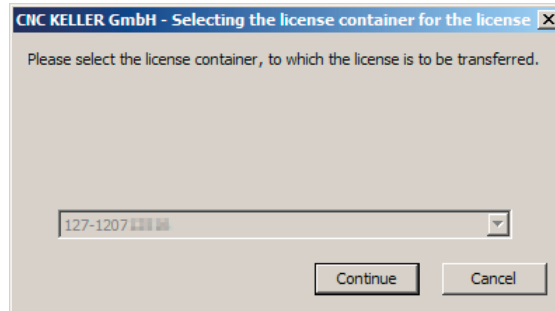 CNC KELLER GmbH - Selecting the license container for the license
Please select the license container, to which the license is to be transferred.
127-1207
Continue
Cancel